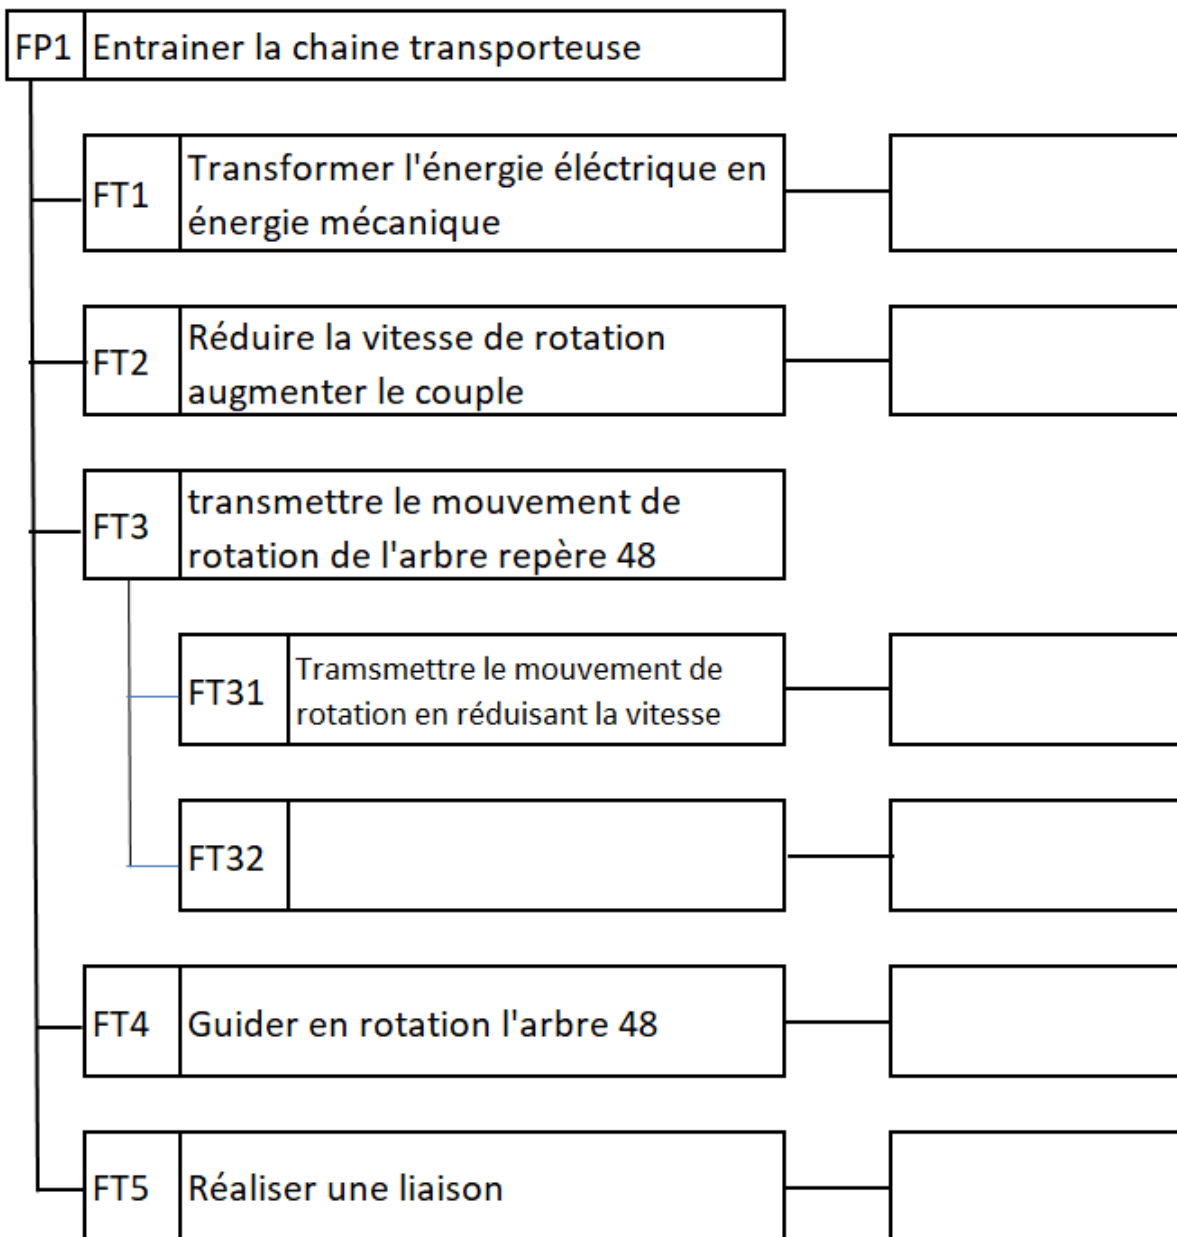 FP1 Entrainer la chaine transporteuse
FT1 Transformer l'énergie éléctrique en
énergie mécanique
FT2 Réduire la vitesse de rotation
augmenter le couple
FT3 transmettre le mouvement de
rotation de l'arbre repère 48
FT31 Tramsmettre le mouvement de
rotation en réduisant la vitesse
FT32
FT4 Guider en rotation l'arbre 48
FT5 Réaliser une liaison